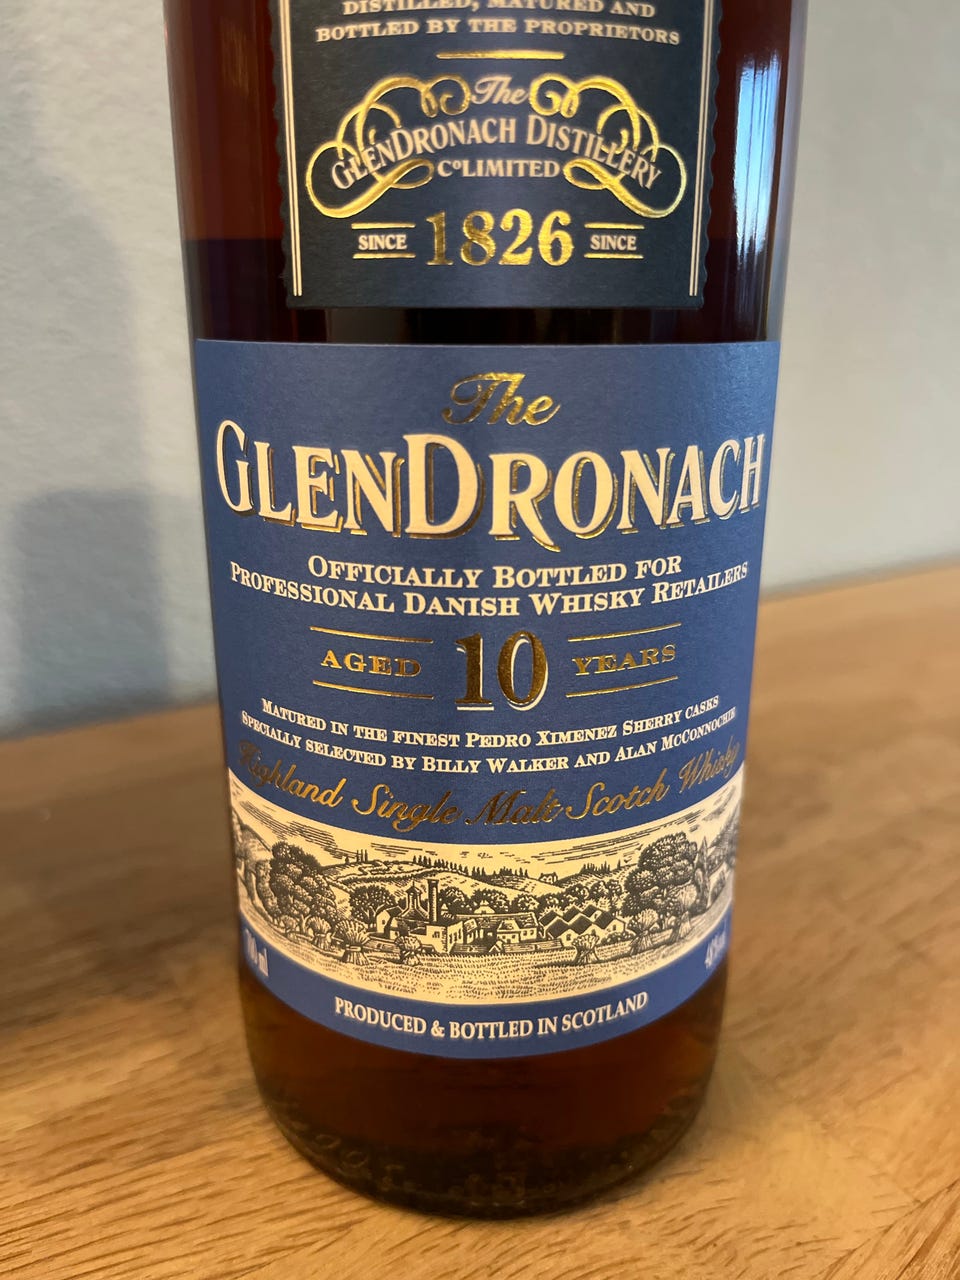 DISTILLED, MATURED AND
BOTTLED BY THE PROPRIETORS
The
GLENDRONACH DISTILLERY
Cº LIMITED
SINCE 1826 SINCE
The
GLENDRONACH
OFFICIALLY BOTTLED FOR
PROFESSIONAL DANISH WHISKY RETAILERS
AGED 10 YEARS
MATURED IN THE FINEST PEDRO XIMENEZ SHERRY CASKS
SPECIALLY SELECTED BY BILLY WALKER AND ALAN MCCONNOCHIE
Highland Single Malt Scotch Whisky
PRODUCED & BOTTLED IN SCOTLAND